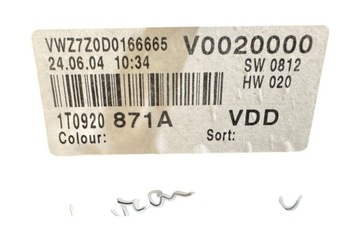 VWZ7Z0D0166665 V0020000
24.06.04 10:34 SW 0812
HW 020
1T0920 871A VDD
Colour: Sort: